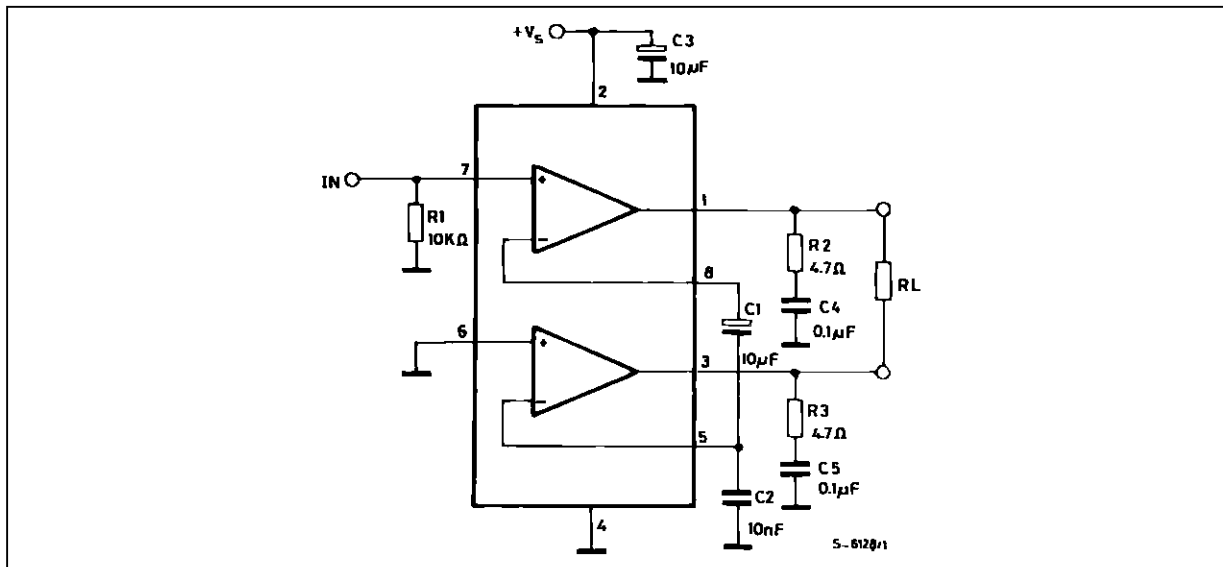 +Vs
C3
10µF
2
IN
7
R1
10KΩ
1
R2
4.7Ω
RL
8
C4
0.1µF
C1
10µF
6
3
R3
4.7Ω
5
C5
0.1µF
C2
10nF
4
S-6128/1